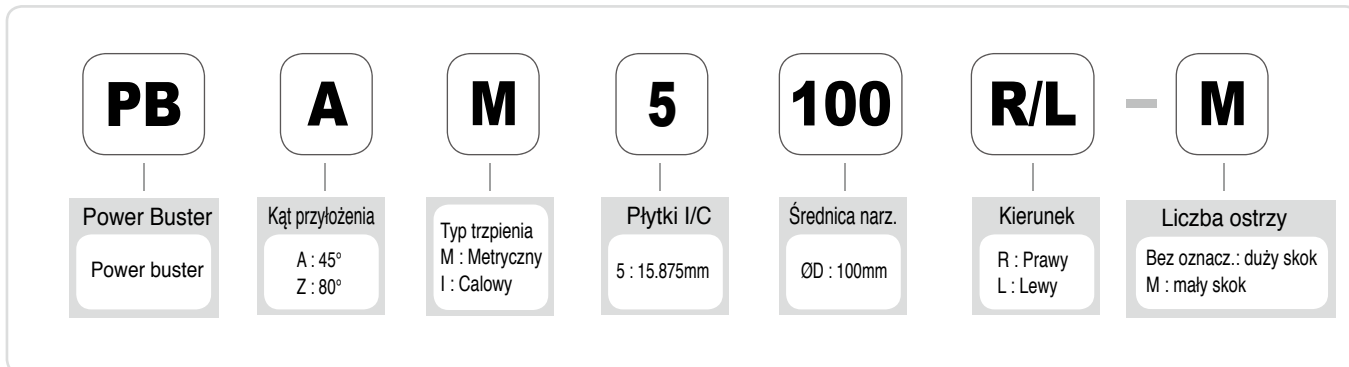 PB A M 5 100 R/L - M
Power Buster
Power buster
Kąt przyłożenia
A : 45°
Z : 80°
Typ trzpienia
M : Metryczny
I : Calowy
Płytki I/C
5 : 15.875mm
Średnica narz.
ØD : 100mm
Kierunek
R : Prawy
L : Lewy
Liczba ostrzy
Bez oznacz.: duży skok
M : mały skok